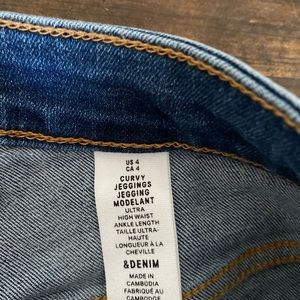 US 4
CA 4
CURVY
JEGGINGS
JEGGING
MODELANT
ULTRA
HIGH WAIST
ANKLE LENGTH
TAILLE ULTRA-
HAUTE
LONGUEUR À LA
CHEVILLE
&DENIM
MADE IN
CAMBODIA
FABRIQUÉ AU
CAMBODGE